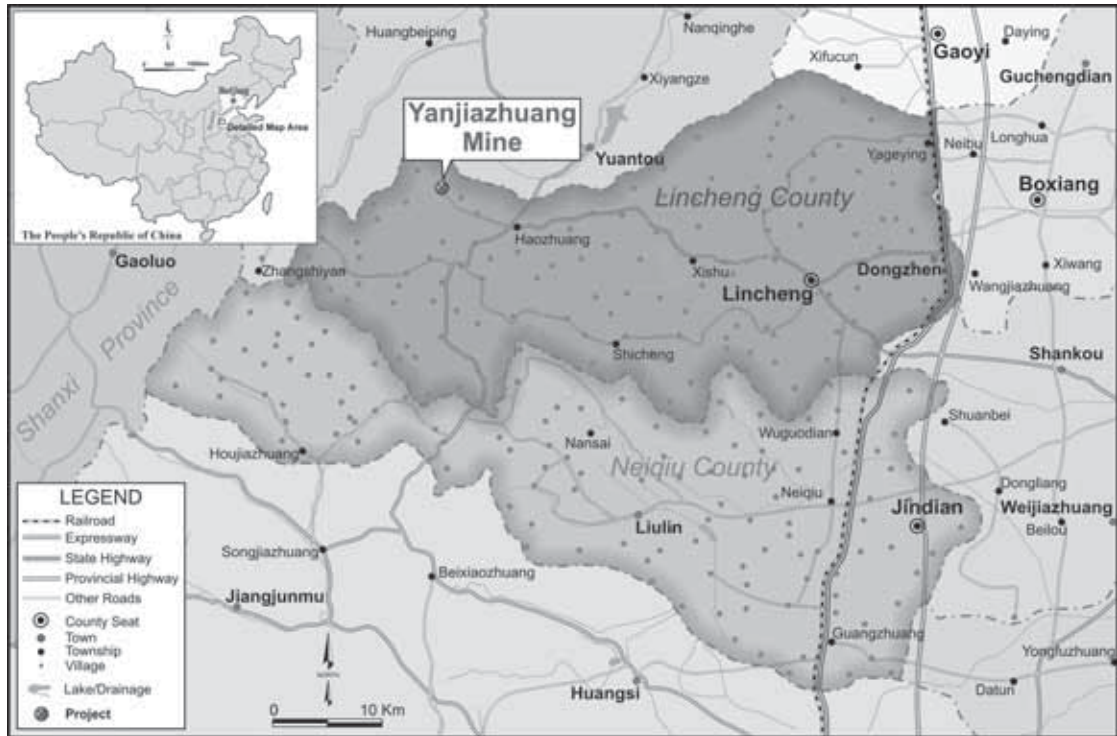 Beijing
Detailed Map Area
The People's Republic of China
Huangbeiping
Nanqinghe
Xiyangze
Xifucun
Gaoyi
Daying
Guchengdian
Yanjiazhuang
Mine
Yuantou
Yageying
Neibu
Longhua
Lincheng County
Boxiang
Haozhuang
Gaoluo
Zhangshiyan
Xishu
Dongzhen
Xiwang
Lincheng
Wangjiazhuang
Province
Shanxi
Shicheng
Shankou
Shuanbei
Houjiazhuang
Nansai
Wuguodian
Neiqiu County
Dongliang
Neiqiu
Jindian
Weijiazhuang
Liulin
Beilou
LEGEND
Railroad
Expressway
State Highway
Provincial Highway
Other Roads
County Seat
Town
Township
Village
Lake/Drainage
Project
Songjiazhuang
Beixiaozhuang
Jiangjunmu
Guangzhuang
Yongfuzhuang
NORTH
Huangsi
Datun
0 10 Km